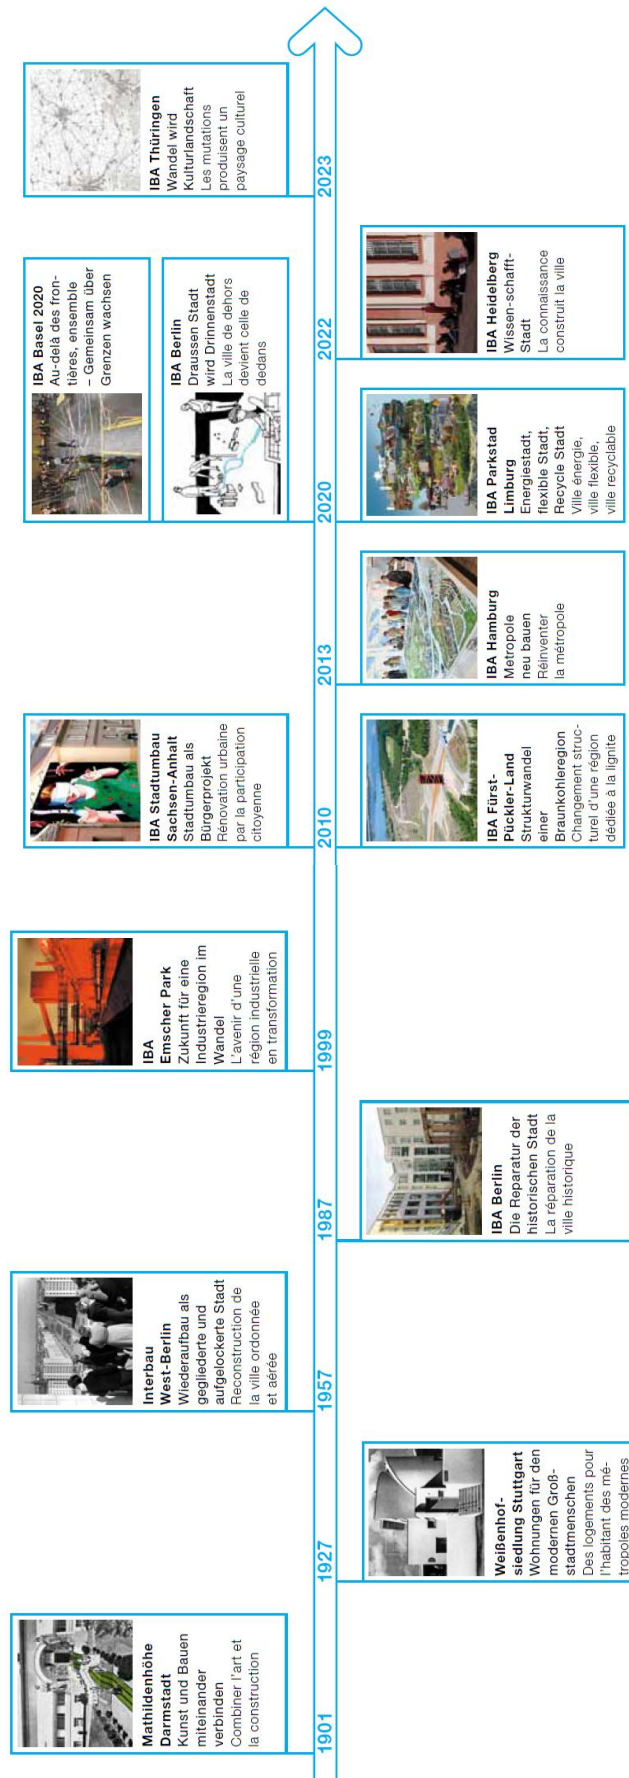 Mathildenhöhe
Darmstadt
Kunst und Bauen
miteinander
verbinden
Combiner l'art et
la construction
1901
Weißenhof-
siedlung Stuttgart
Wohnungen für den
modernen Groß-
stadtmenschen
Des logements pour
l'habitant des mé-
tropoles modernes
1927
Interbau
West-Berlin
Wiederaufbau als
gegliederte und
aufgelockerte Stadt
Reconstruction de
la ville ordonnée
et aérée
1957
IBA Berlin
Die Reparatur der
historischen Stadt
La réparation de la
ville historique
1987
IBA
Emscher Park
Zukunft für eine
Industrieregion im
Wandel
L'avenir d'une
région industrielle
en transformation
1999
IBA Stadtumbau
Sachsen-Anhalt
Stadtumbau als
Bürgerprojekt
Rénovation urbaine
par la participation
citoyenne
2010
IBA Fürst-
Pückler-Land
Strukturwandel
einer
Braunkohleregion
Changement struc-
turel d'une région
dédiée à la lignite
IBA Hamburg
Metropole
neu bauen
Réinventer
la métropole
2013
IBA Basel 2020
Au-delà des fron-
tières, ensemble
– Gemeinsam über
Grenzen wachsen
IBA Berlin
Draussen Stadt
wird Drinnenstadt
La ville de dehors
devient celle de
dedans
2020
IBA Parkstad
Limburg
Energiestadt,
flexible Stadt,
Recycle Stadt
Ville énergie,
ville flexible,
ville recyclable
IBA Heidelberg
Wissen-schafft-
Stadt
La connaissance
construit la ville
2022
IBA Thüringen
Wandel wird
Kulturlandschaft
Les mutations
produisent un
paysage culturel
2023